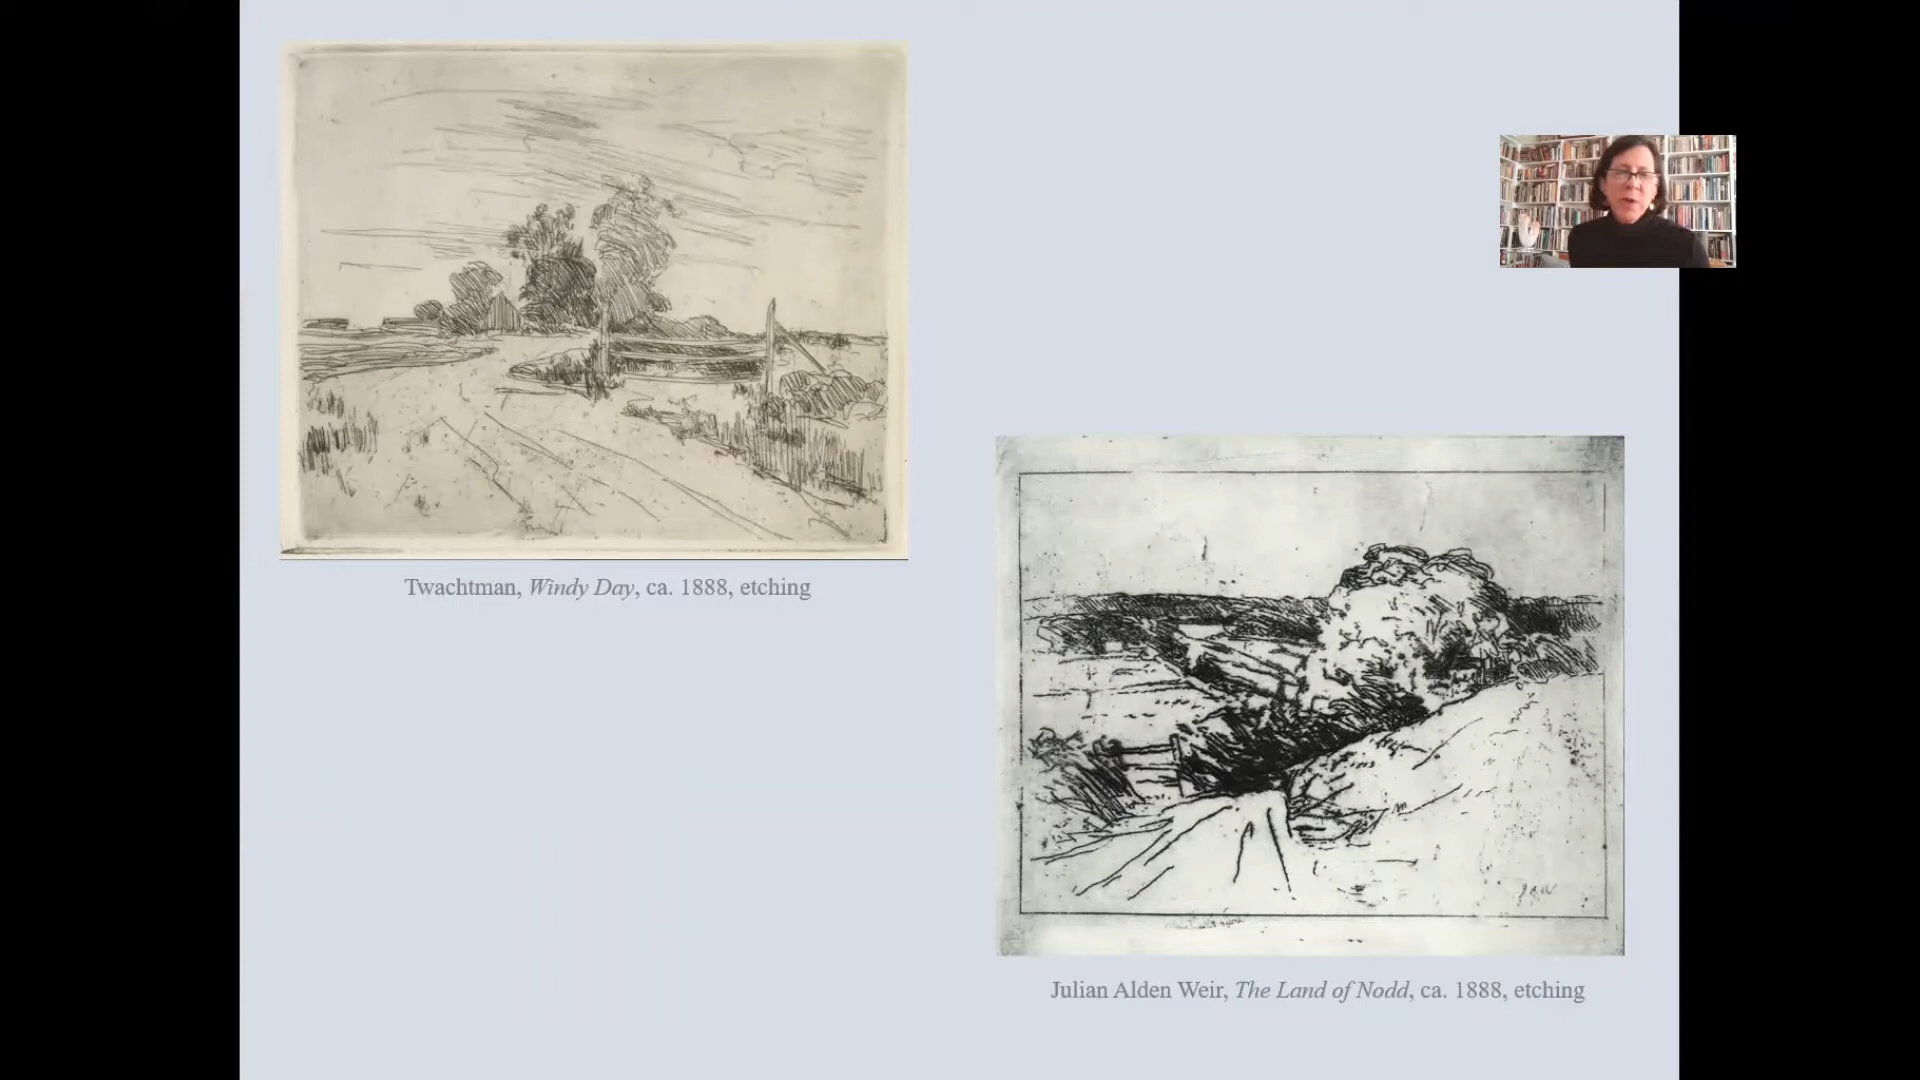 Twachtman, Windy Day, ca. 1888, etching
J.A.W
Julian Alden Weir, The Land of Nodd, ca. 1888, etching